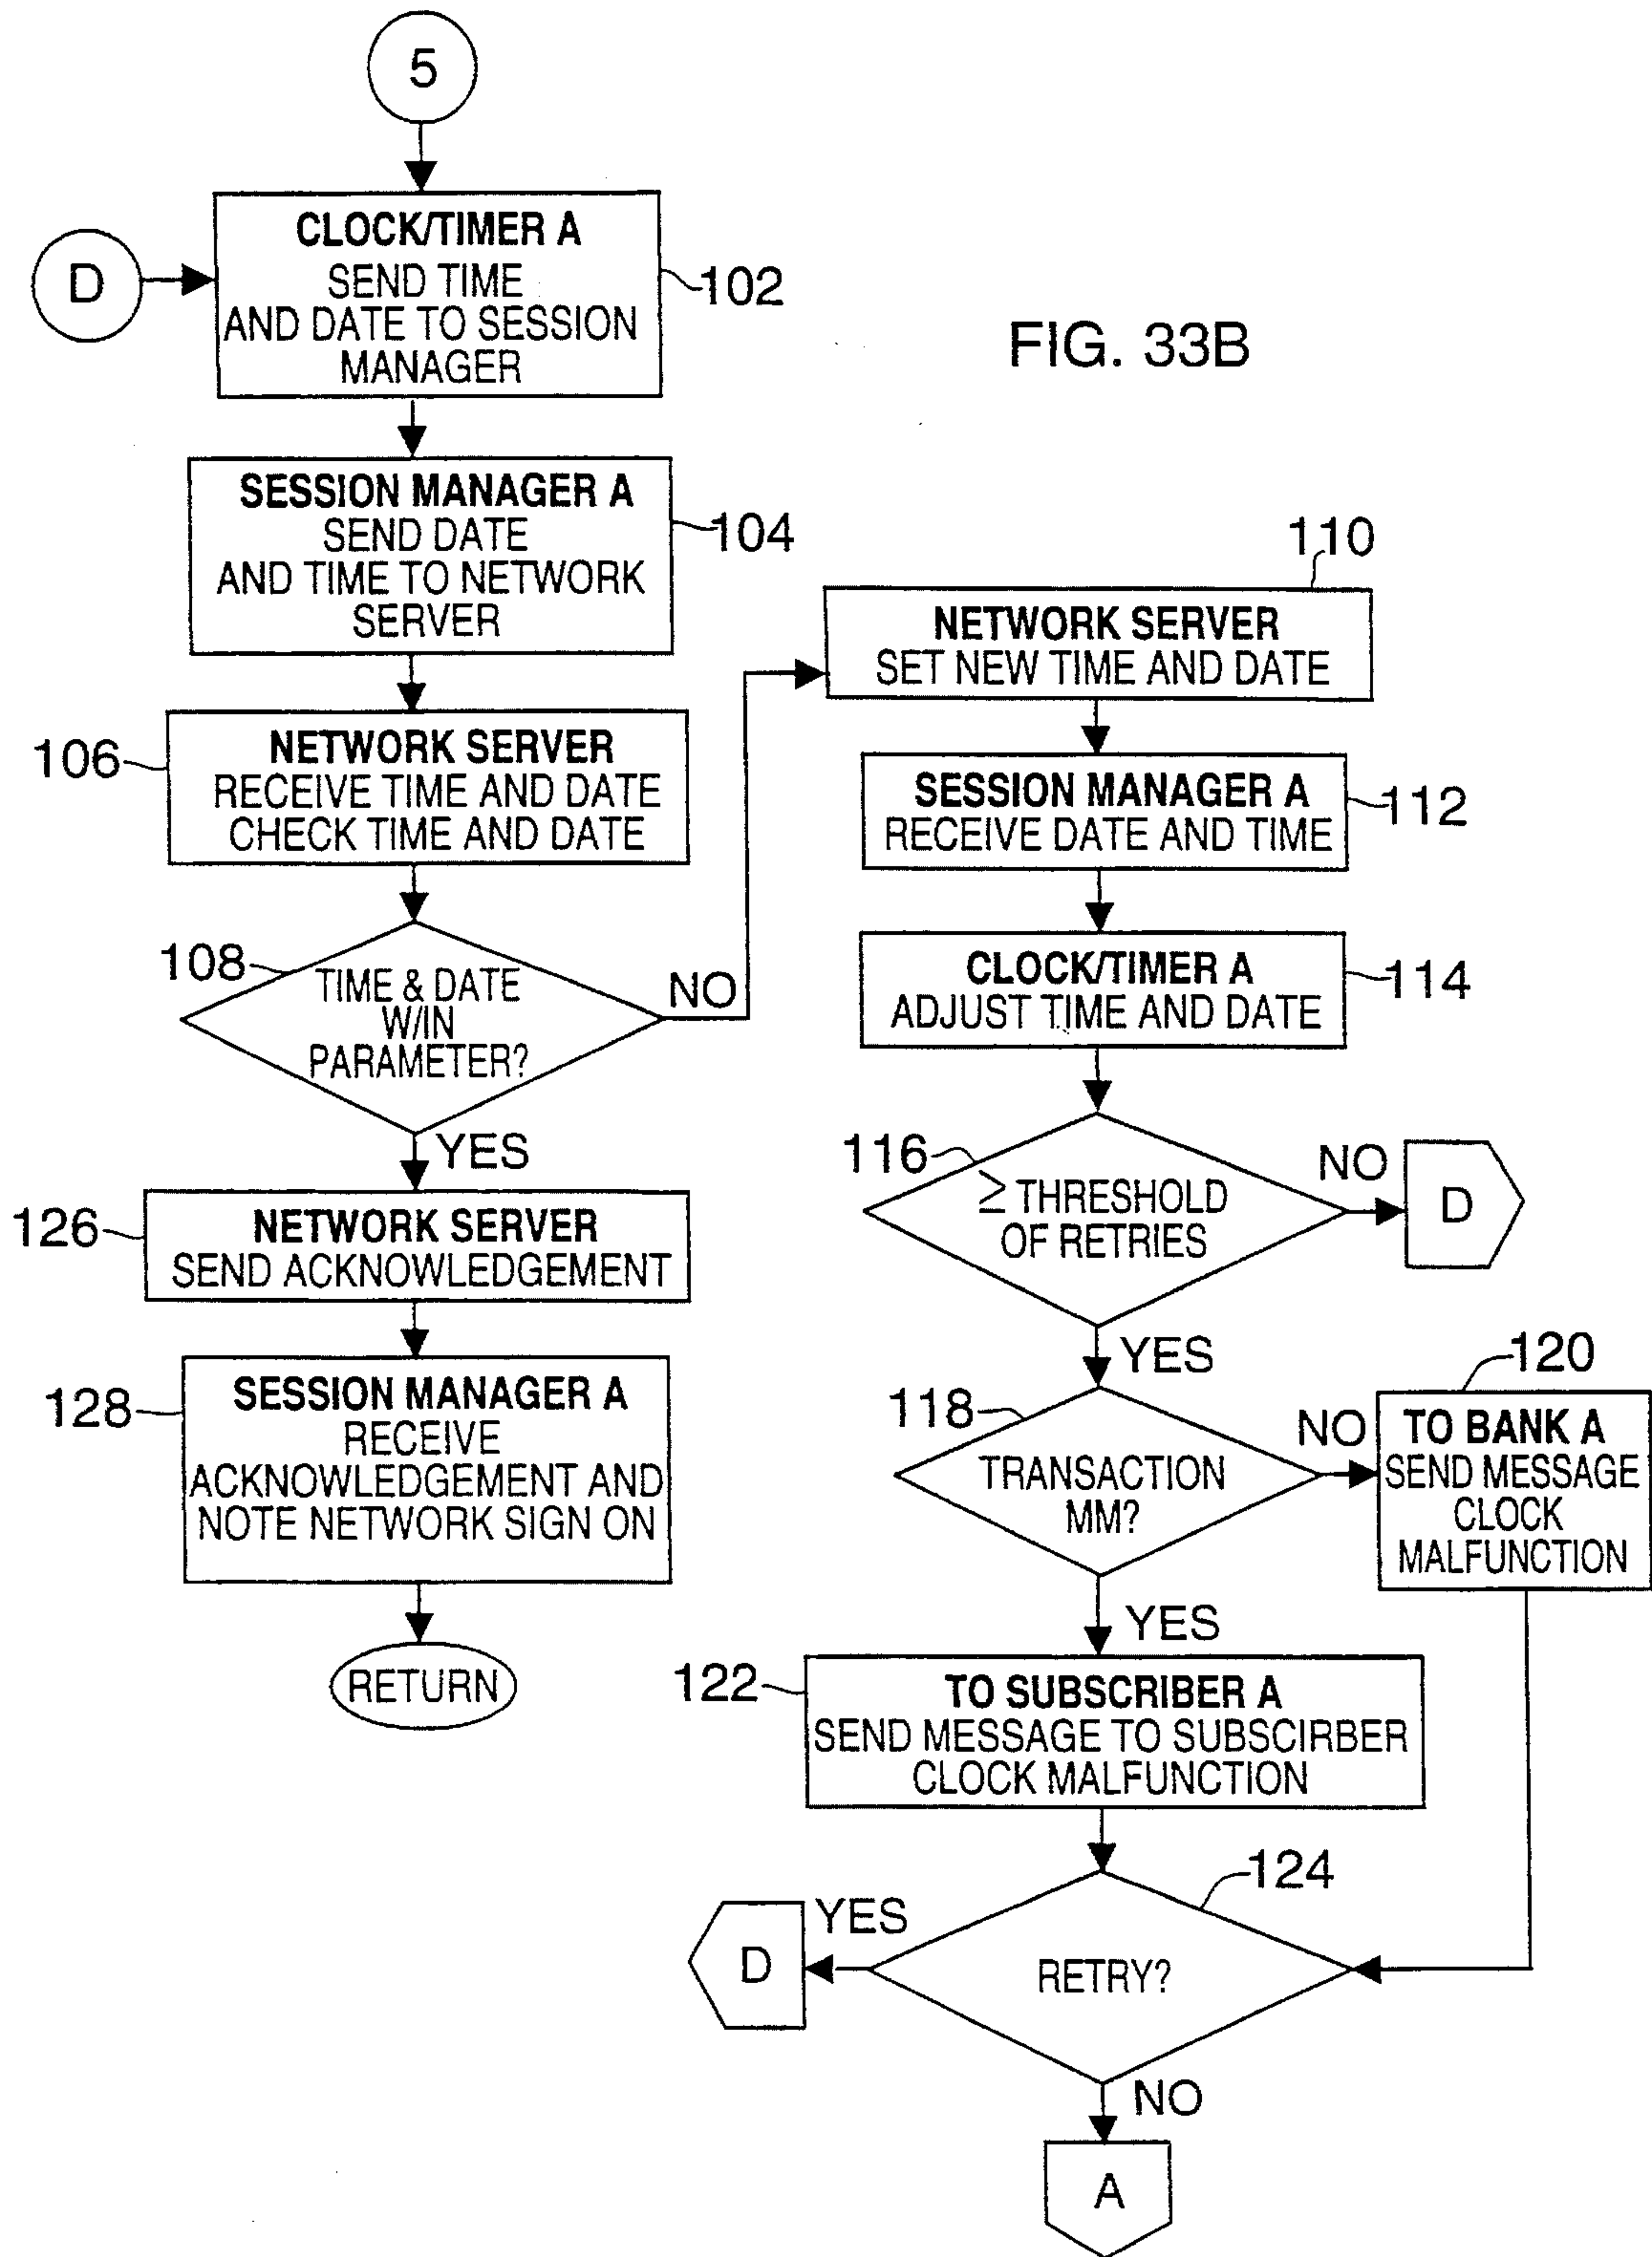 5
D
CLOCK/TIMER A
SEND TIME
AND DATE TO SESSION
MANAGER
102
FIG. 33B
SESSION MANAGER A
SEND DATE
AND TIME TO NETWORK
SERVER
104
NETWORK SERVER
RECEIVE TIME AND DATE
CHECK TIME AND DATE
106
108
TIME & DATE
W/IN
PARAMETER?
NO
YES
126
NETWORK SERVER
SEND ACKNOWLEDGEMENT
128
SESSION MANAGER A
RECEIVE
ACKNOWLEDGEMENT AND
NOTE NETWORK SIGN ON
RETURN
110
NETWORK SERVER
SET NEW TIME AND DATE
SESSION MANAGER A
RECEIVE DATE AND TIME
112
CLOCK/TIMER A
ADJUST TIME AND DATE
114
116
≥ THRESHOLD
OF RETRIES
NO
D
YES
118
TRANSACTION
MM?
NO
120
TO BANK A
SEND MESSAGE
CLOCK
MALFUNCTION
YES
122
TO SUBSCRIBER A
SEND MESSAGE TO SUBSCIRBER
CLOCK MALFUNCTION
124
RETRY?
YES
D
NO
A